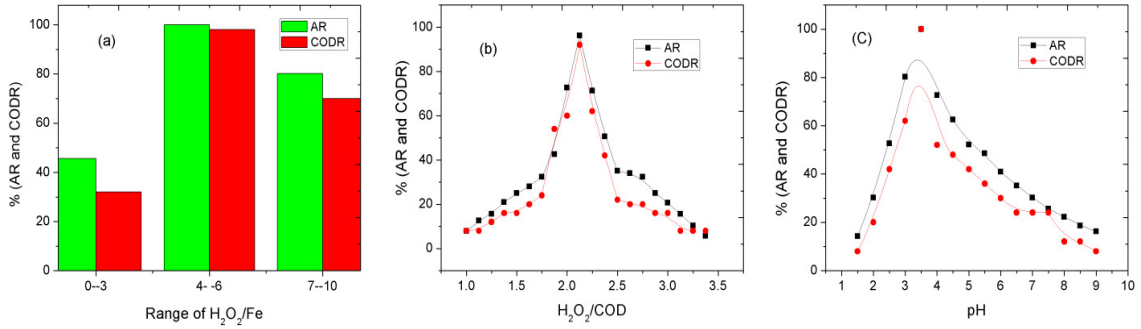 (a)
AR
CODR
100
80
60
40
20
0
% (AR and CODR)
0--3
4- -6
7--10
Range of H₂O₂/Fe
(b)
AR
CODR
100
80
60
40
20
0
% (AR and CODR)
1.0 1.5 2.0 2.5 3.0 3.5
H₂O₂/COD
(C)
AR
CODR
100
80
60
40
20
0
% (AR and CODR)
1 2 3 4 5 6 7 8 9 10
pH